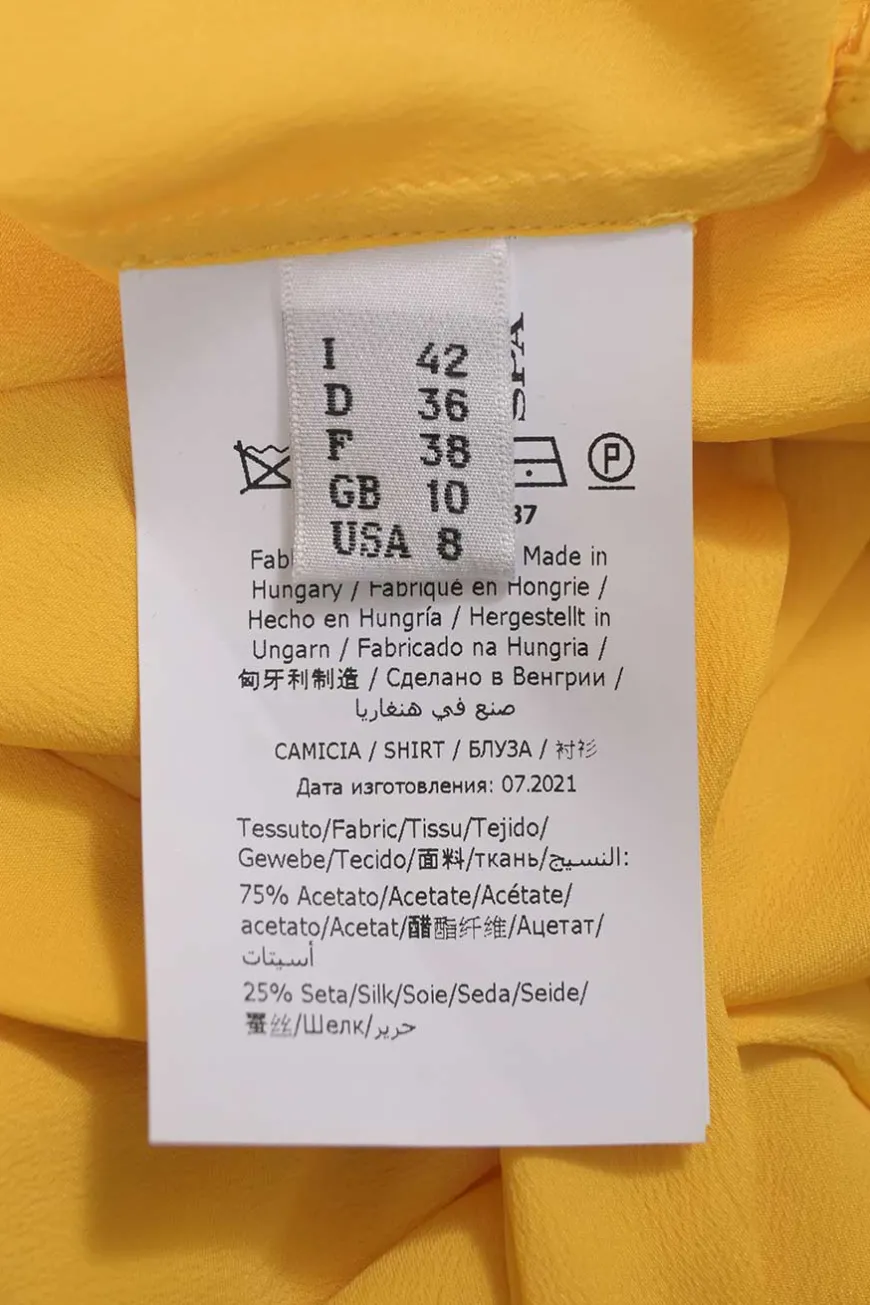 SPA
I 42
D 36
F 38
GB 10
USA 8
P
37
Made in
Hungary / Fabriqué en Hongrie /
Hecho en Hungría / Hergestellt in
Ungarn / Fabricado na Hungria /
匈牙利制造 / Сделано в Венгрии /
صنع في هنغاريا
CAMICIA / SHIRT / БЛУЗА / 衬衫
Дата изготовления: 07.2021
Tessuto/Fabric/Tissu/Tejido/
Gewebe/Tecido/面料/ткань/النسيج:
75% Acetato/Acetate/Acétate/
acetato/Acetat/醋酯纤维/Ацетат/
أسيتات
25% Seta/Silk/Soie/Seda/Seide/
蚕丝/Шелк/حرير